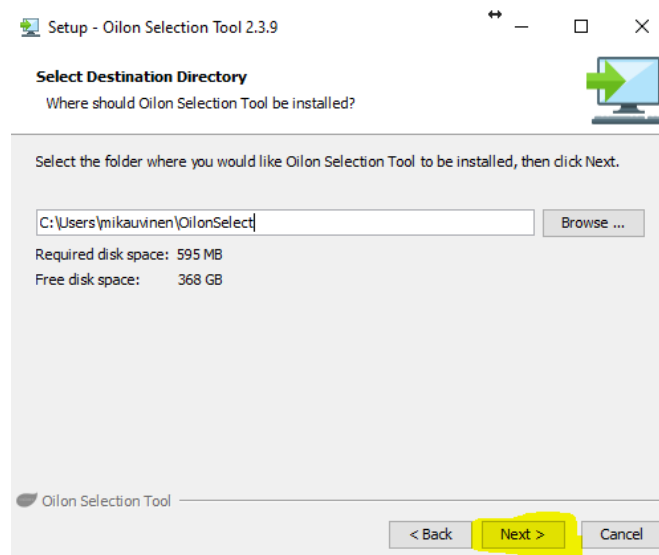 Setup - Oilon Selection Tool 2.3.9
Select Destination Directory
Where should Oilon Selection Tool be installed?
Select the folder where you would like Oilon Selection Tool to be installed, then click Next.
C:\Users\mikauvinen\OilonSelect
Browse ...
Required disk space: 595 MB
Free disk space: 368 GB
Oilon Selection Tool
< Back Next > Cancel